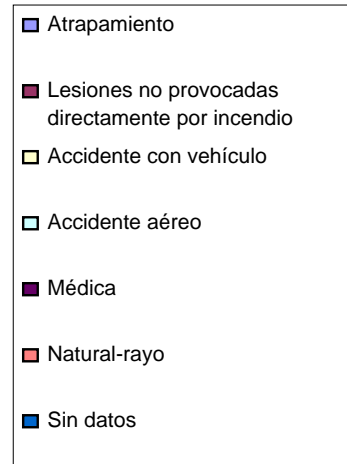 Atrapamiento
Lesiones no provocadas
directamente por incendio
Accidente con vehículo
Accidente aéreo
Médica
Natural-rayo
Sin datos